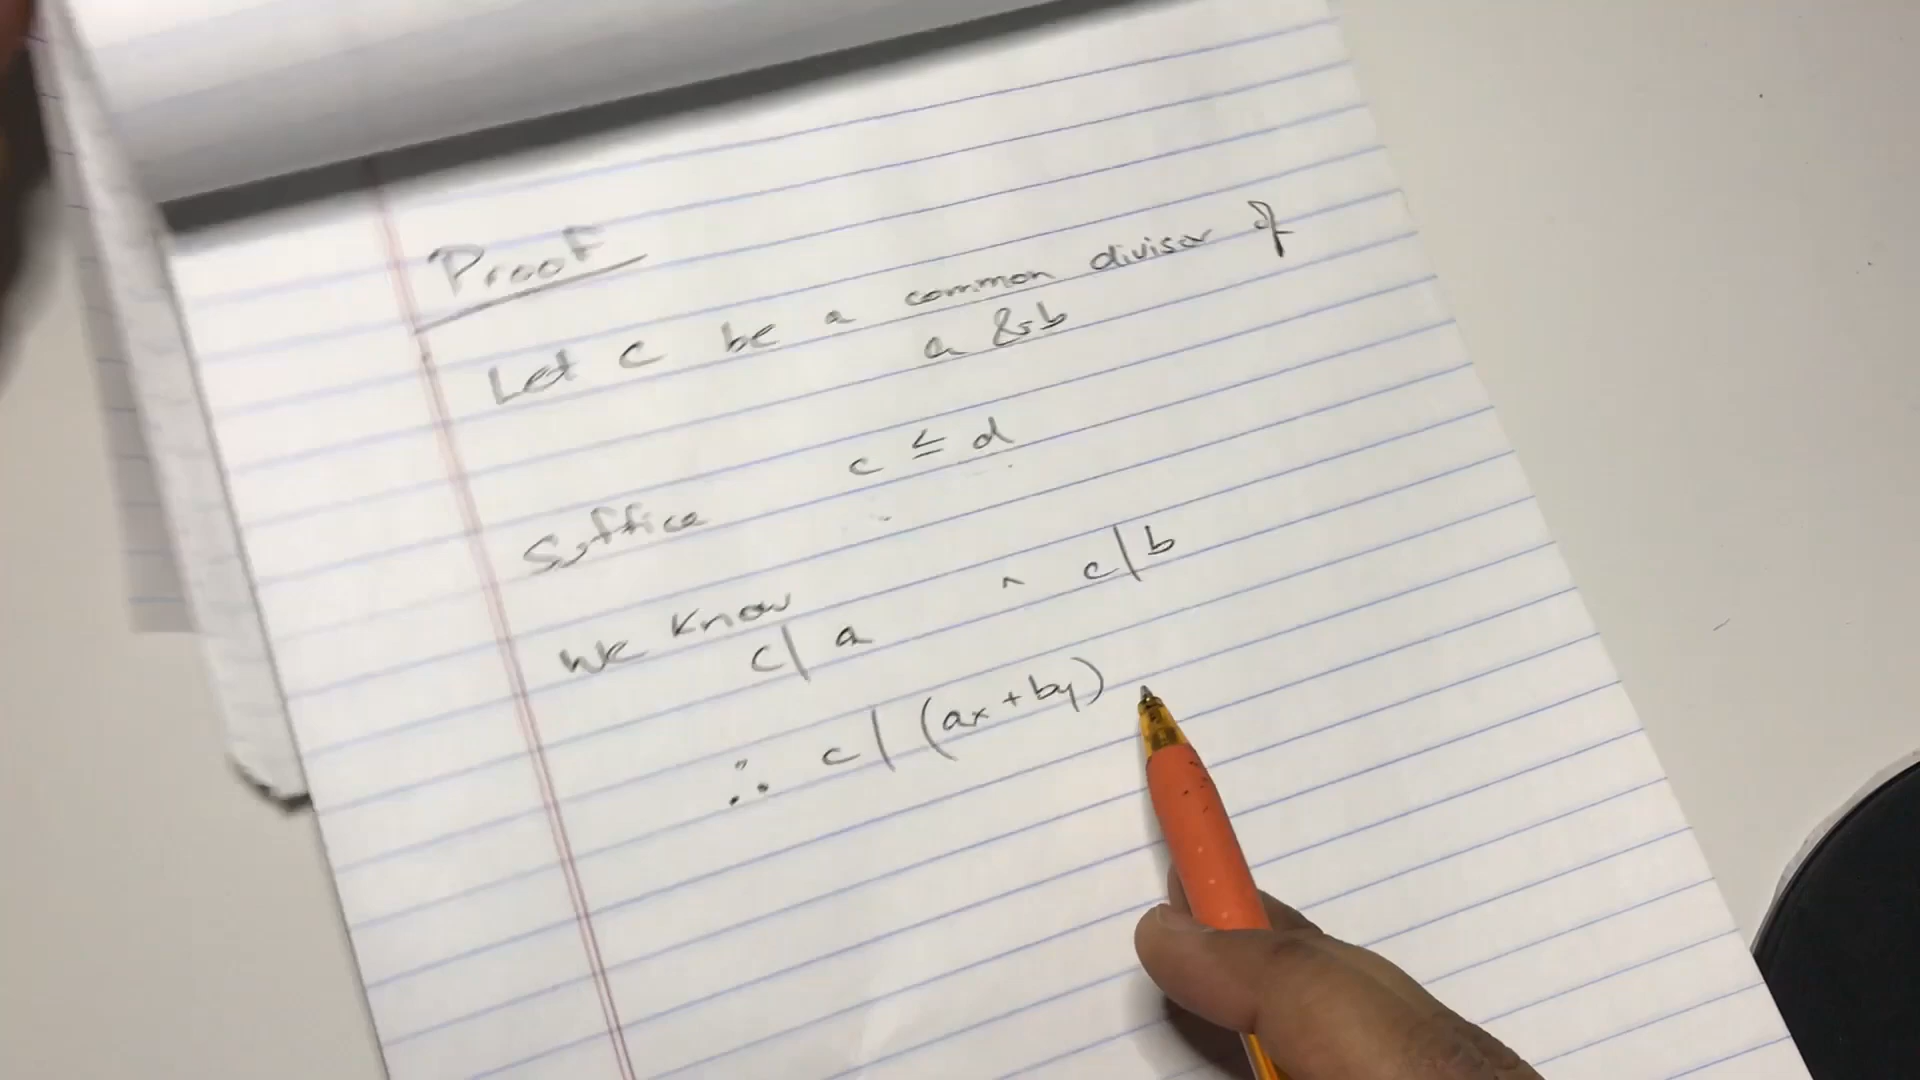 Proof
Let c be a common divisor of
a & b
Suffice c ≤ d
We know
c | a ^ c | b
∴ c | (ax + by)